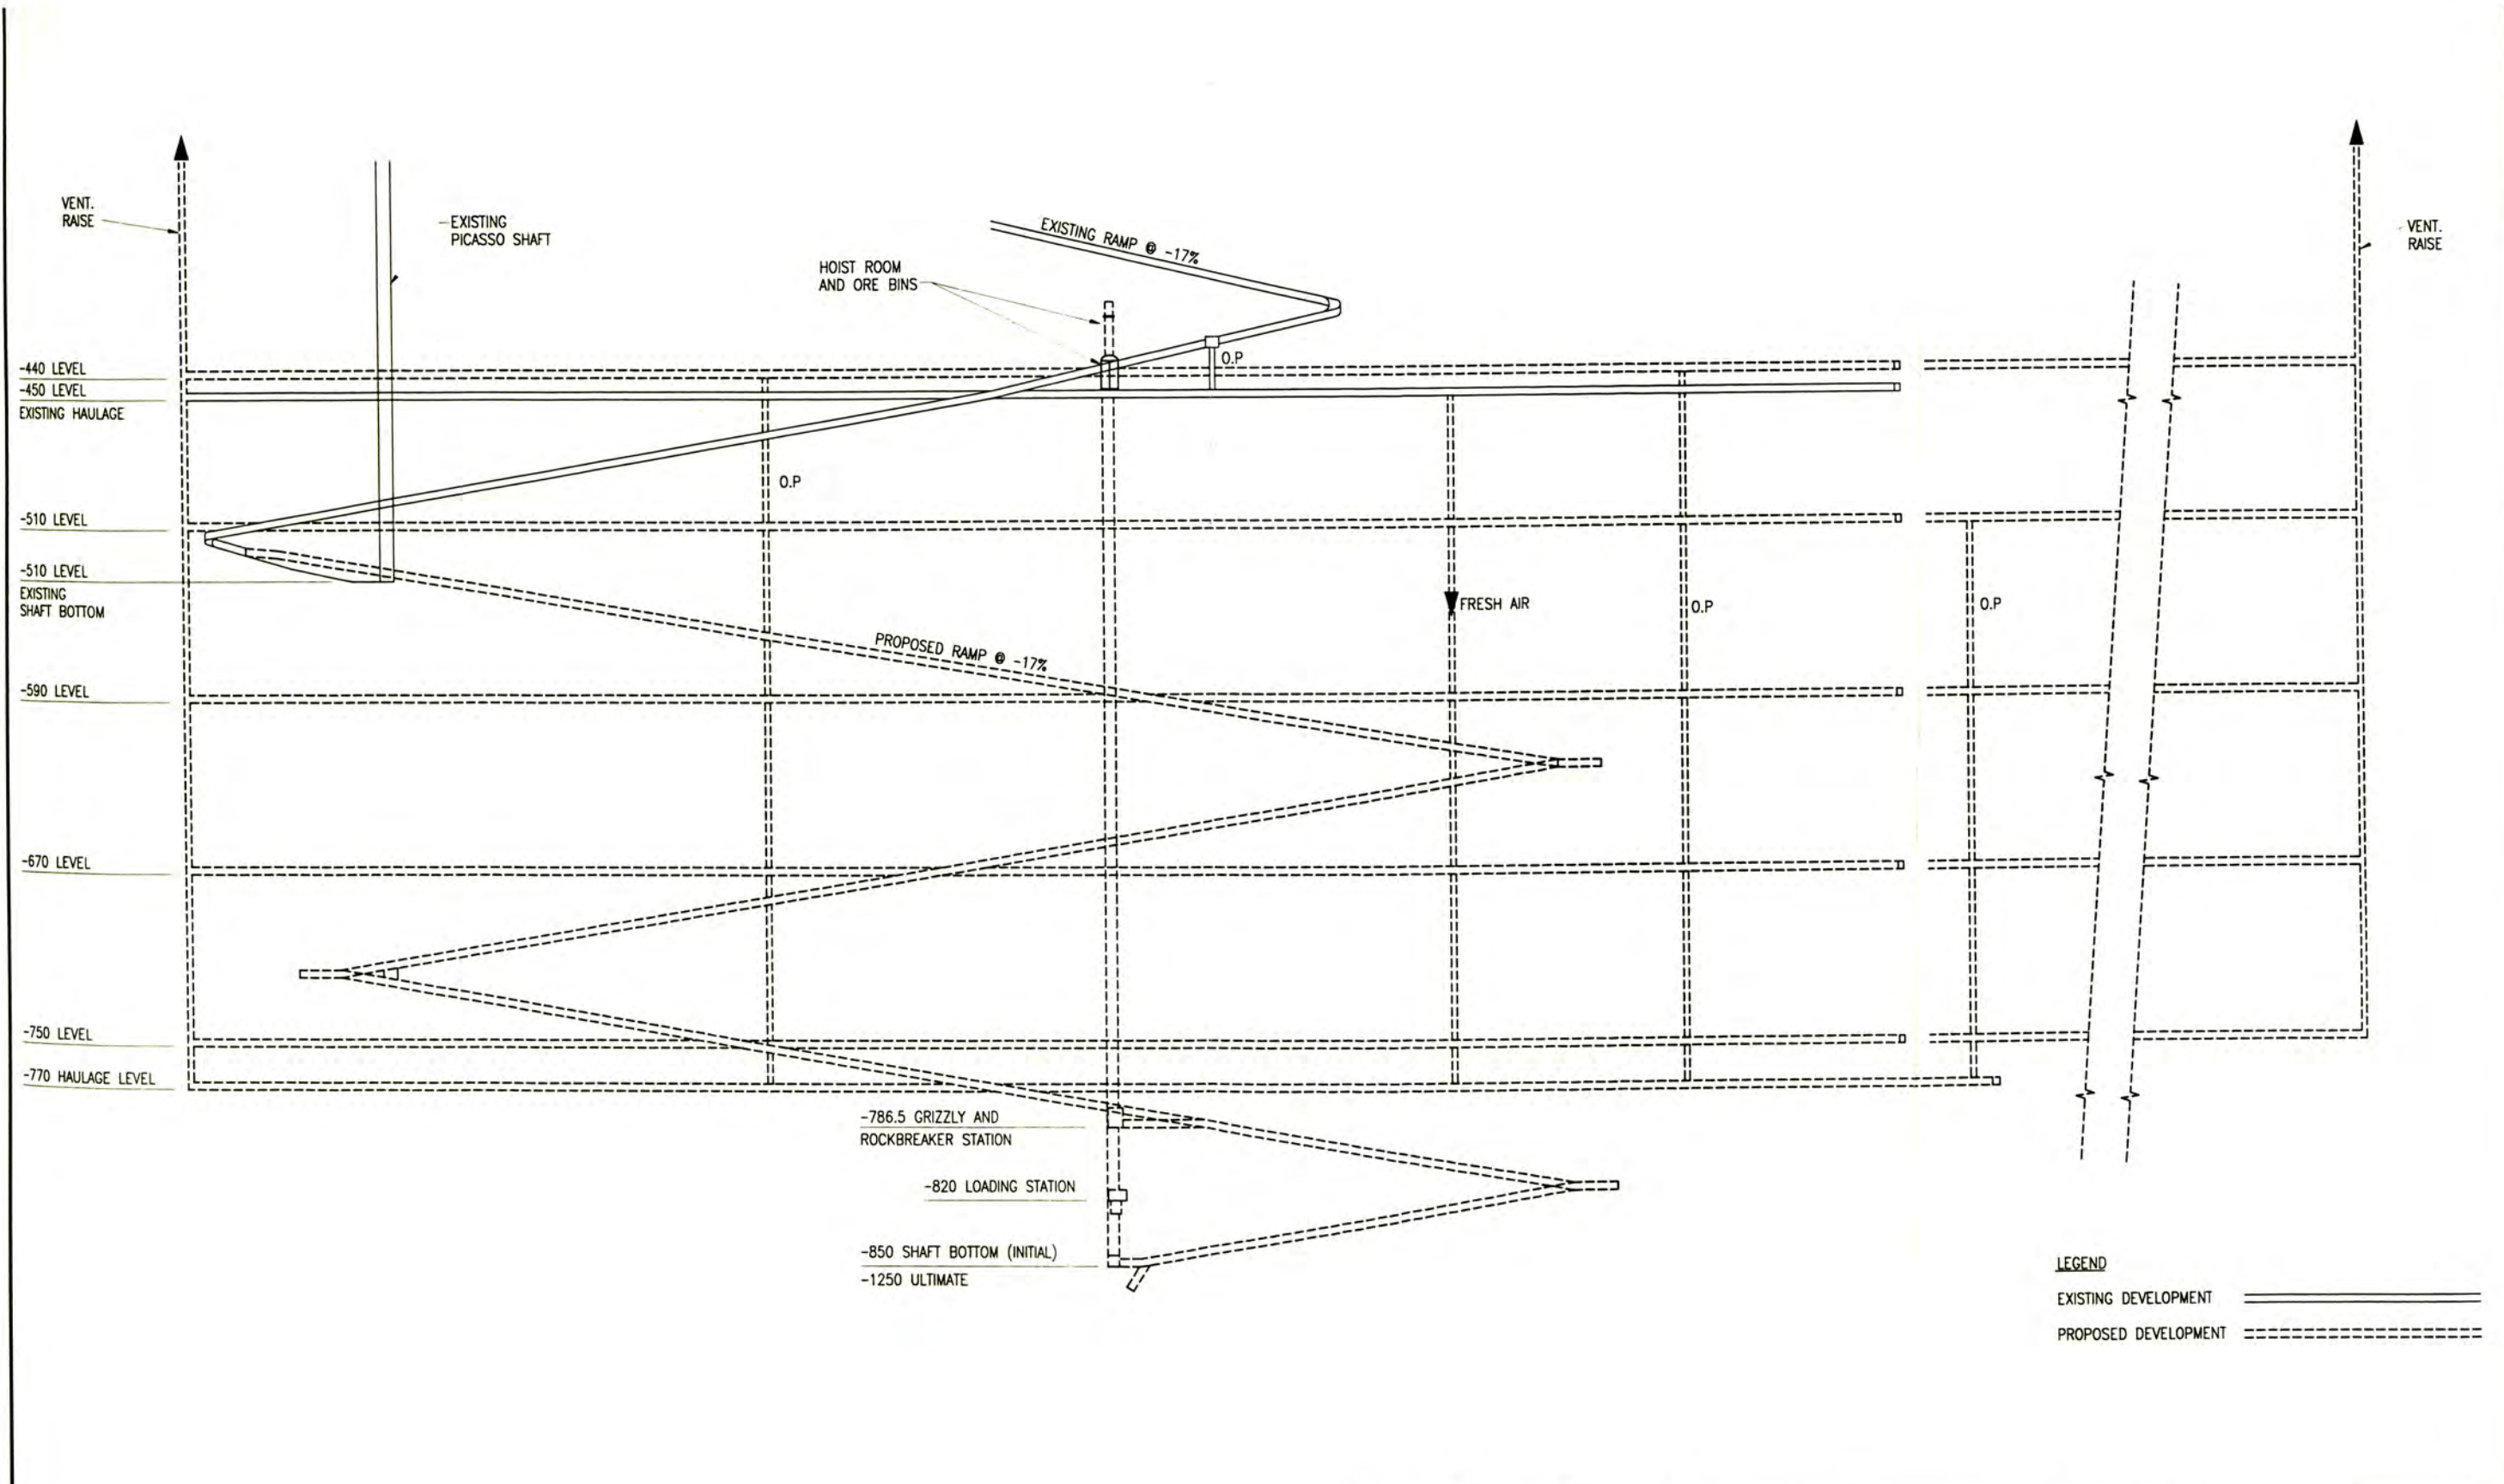 VENT.
RAISE
EXISTING
PICASSO SHAFT
EXISTING RAMP @ -17%
HOIST ROOM
AND ORE BINS
VENT.
RAISE
O.P
-440 LEVEL
-450 LEVEL
EXISTING HAULAGE
O.P
-510 LEVEL
-510 LEVEL
EXISTING
SHAFT BOTTOM
FRESH AIR
O.P
O.P
PROPOSED RAMP @ -17%
-590 LEVEL
-670 LEVEL
-750 LEVEL
-770 HAULAGE LEVEL
-786.5 GRIZZLY AND
ROCKBREAKER STATION
-820 LOADING STATION
-850 SHAFT BOTTOM (INITIAL)
-1250 ULTIMATE
LEGEND
EXISTING DEVELOPMENT
PROPOSED DEVELOPMENT